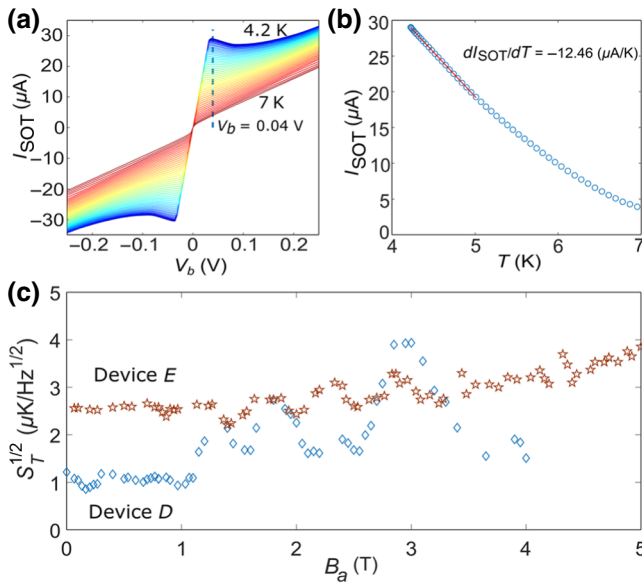 (a)
30
20
10
0
−10
−20
−30
I_SOT (μA)
4.2 K
7 K
V_b = 0.04 V
−0.2 −0.1 0 0.1 0.2
V_b (V)
(b)
30
25
20
15
10
5
0
I_SOT (μA)
dI_SOT/dT = −12.46 (μA/K)
4 5 6 7
T (K)
(c)
5
4
3
2
1
0
S_T^1/2 (μK/Hz^1/2)
Device E
Device D
0 1 2 3 4 5
B_a (T)